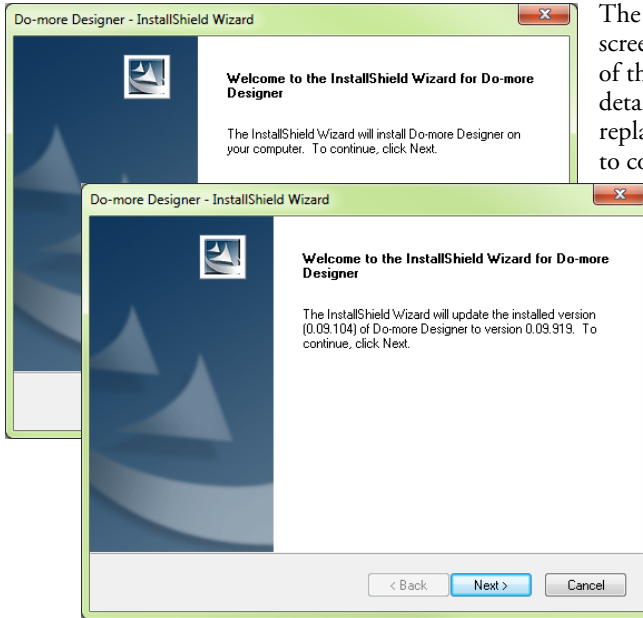 Do-more Designer - InstallShield Wizard
Welcome to the InstallShield Wizard for Do-more
Designer
The InstallShield Wizard will install Do-more Designer on
your computer. To continue, click Next.
The
of th
to co
Do-more Designer - InstallShield Wizard
Welcome to the InstallShield Wizard for Do-more
Designer
The InstallShield Wizard will update the installed version
(0.09.104) of Do-more Designer to version 0.09.919. To
continue, click Next.
< Back
Next >
Cancel